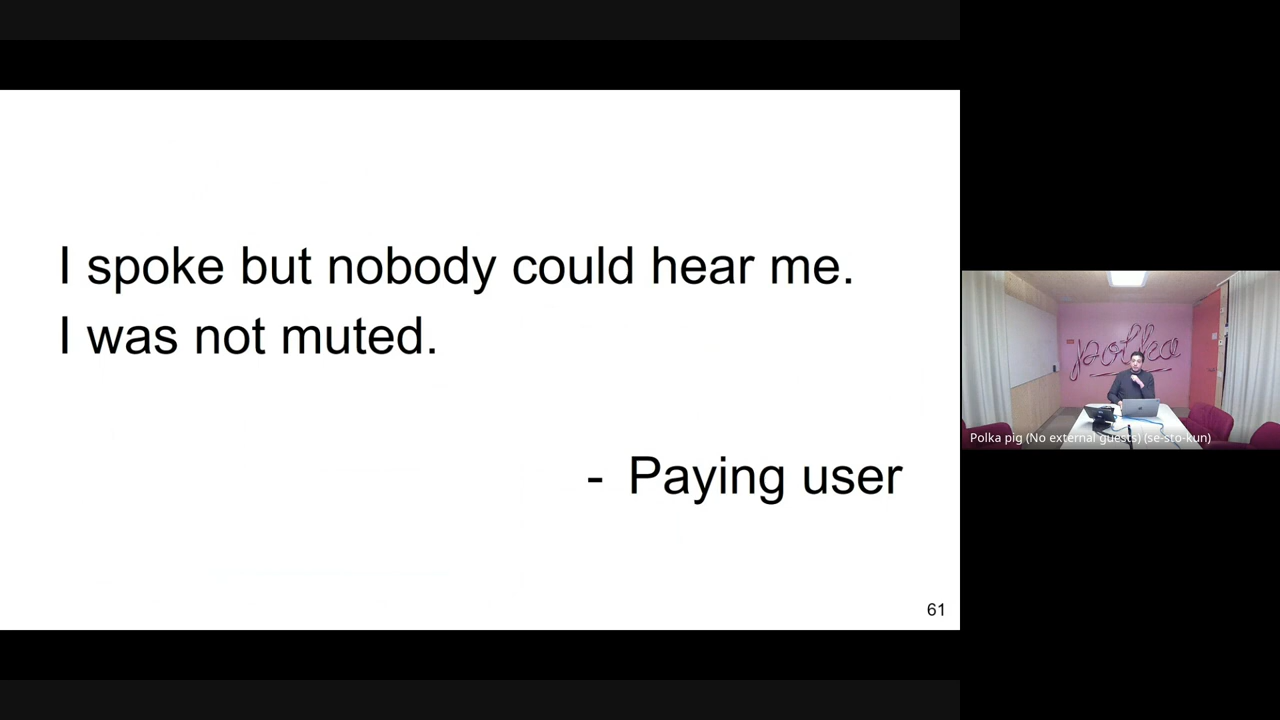 I spoke but nobody could hear me.
I was not muted.
- Paying user
61
polka
Polka pig (No external guests) (se-sto-kun)